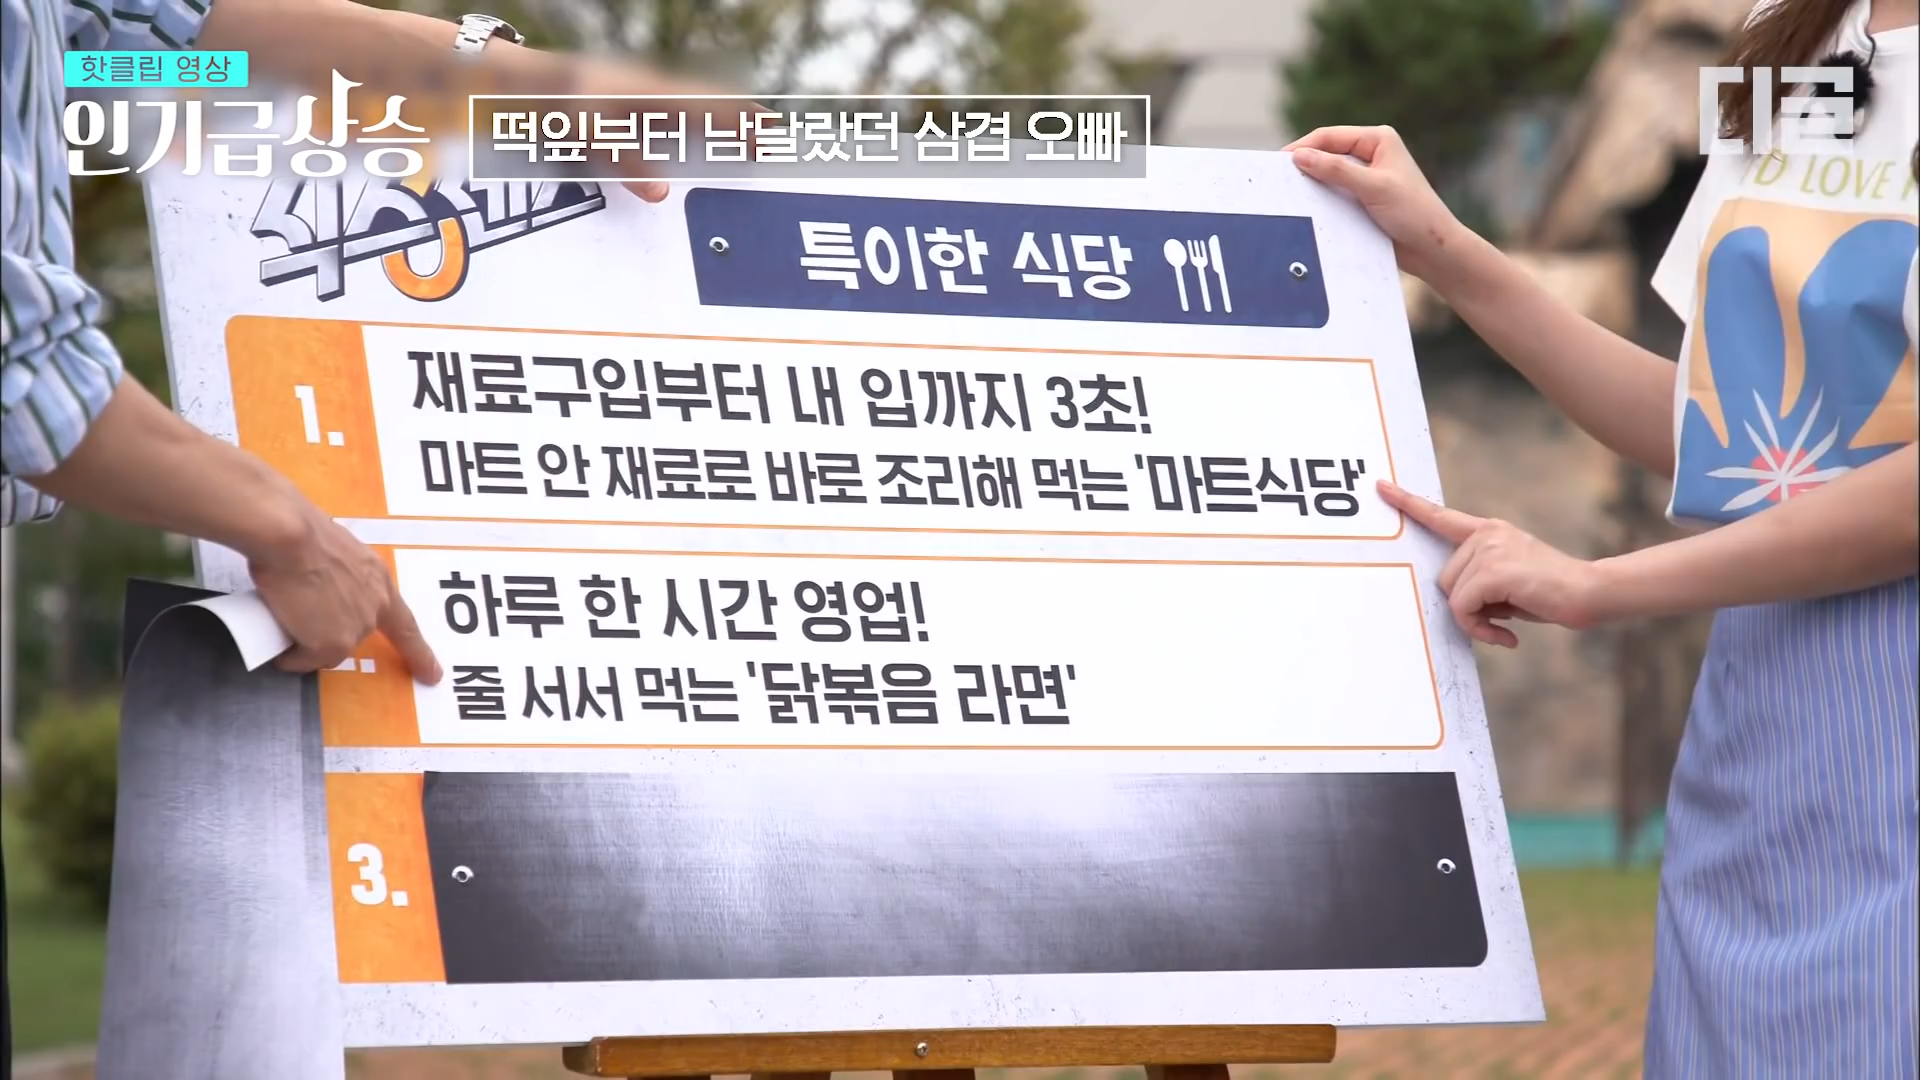 핫클립 영상
인기급상승
떡잎부터 남달랐던 삼겹 오빠
디글
D LOVE
특이한 식당
1.
재료구입부터 내 입까지 3초!
마트 안 재료로 바로 조리해 먹는 '마트식당'
2.
하루 한 시간 영업!
줄 서서 먹는 '닭볶음 라면'
3.